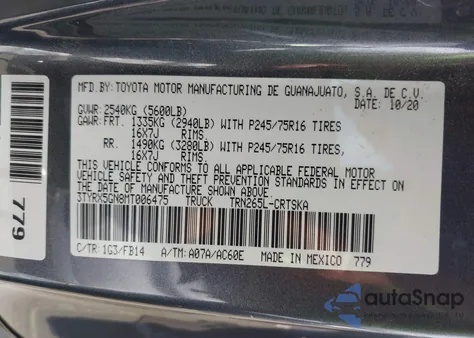 MFD.BY: TOYOTA MOTOR MANUFACTURING DE GUANAJUATO, S.A. DE C.V.
GVWR: 2540KG (5600LB) DATE: 10/20
GAWR: FRT. 1335KG (2940LB) WITH P245/75R16 TIRES
16X7J RIMS.
RR. 1490KG (3280LB) WITH P245/75R16 TIRES
16X7J RIMS.
THIS VEHICLE CONFORMS TO ALL APPLICABLE FEDERAL MOTOR
VEHICLE SAFETY AND THEFT PREVENTION STANDARDS IN EFFECT ON
THE DATE OF MANUFACTURE SHOWN ABOVE.
3TYRX5GN8MT006475 TRUCK TRN265L-CRTSKA
C/TR: 1G3/FB14 A/TM: A07A/AC60E MADE IN MEXICO 779
779
autoSnap